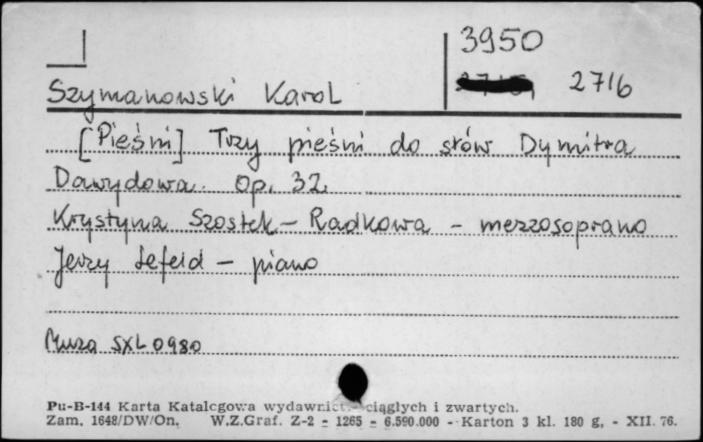 3950
2716
Szymanowski Karol
[Pieśni] Trzy pieśni do słów Dymitra
Dawydowa. Op. 32.
Krystyna Szostek-Radkowa - mezzosoprano
Jerzy Lefeld - piano
Muza SXL 0980
Pu-B-144 Karta Katalogowa wydawnict ciągłych i zwartych.
Zam. 1648/DW/On. W.Z.Graf. Z-2 - 1265 - 6.590.000 - Karton 3 kl. 180 g. - XII. 76.